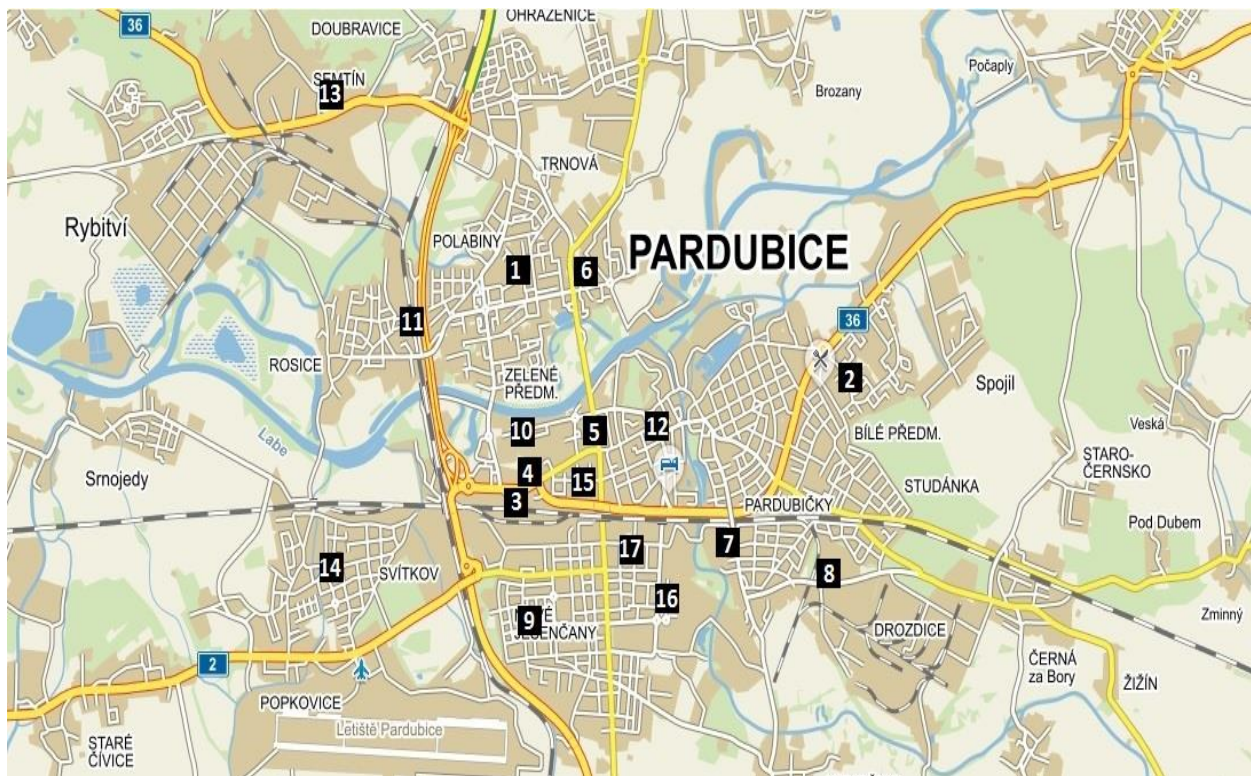 36
DOUBRAVICE
OHRAZENICE
SEMTÍN
13
Počaply
Brozany
TRNOVÁ
Rybitví
POLABINY
1
6
PARDUBICE
11
36
ROSICE
ZELENÉ
PŘEDM.
2
Spojil
10
5
12
BÍLÉ PŘEDM.
Veská
Labe
4
STARO-
ČERNSKO
Srnojedy
15
3
STUDÁNKA
PARDUBIČKY
Pod Dubem
17
7
14
SVÍTKOV
8
16
9
JESENČANY
DROZDICE
Zminný
2
ČERNÁ
za Bory
ŽIŽÍN
POPKOVICE
Letiště Pardubice
STARÉ
ČÍVICE